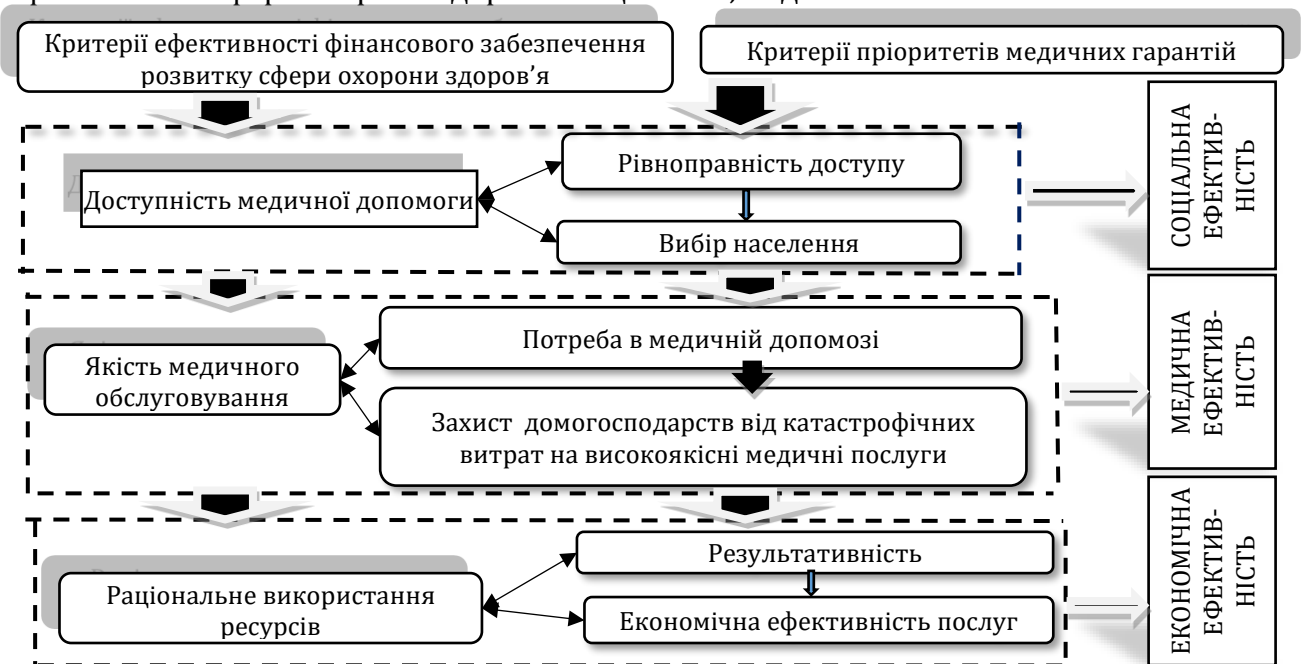 Критерії ефективності фінансового забезпечення
розвитку сфери охорони здоров’я
Критерії пріоритетів медичних гарантій
Доступність медичної допомоги
Рівноправність доступу
Вибір населення
СОЦІАЛЬНА
ЕФЕКТИВ-
НІСТЬ
Якість медичного
обслуговування
Потреба в медичній допомозі
Захист домогосподарств від катастрофічних
витрат на високоякісні медичні послуги
МЕДИЧНА
ЕФЕКТИВ-
НІСТЬ
Раціональне використання
ресурсів
Результативність
Економічна ефективність послуг
ЕКОНОМІЧНА
ЕФЕКТИВ-
НІСТЬ